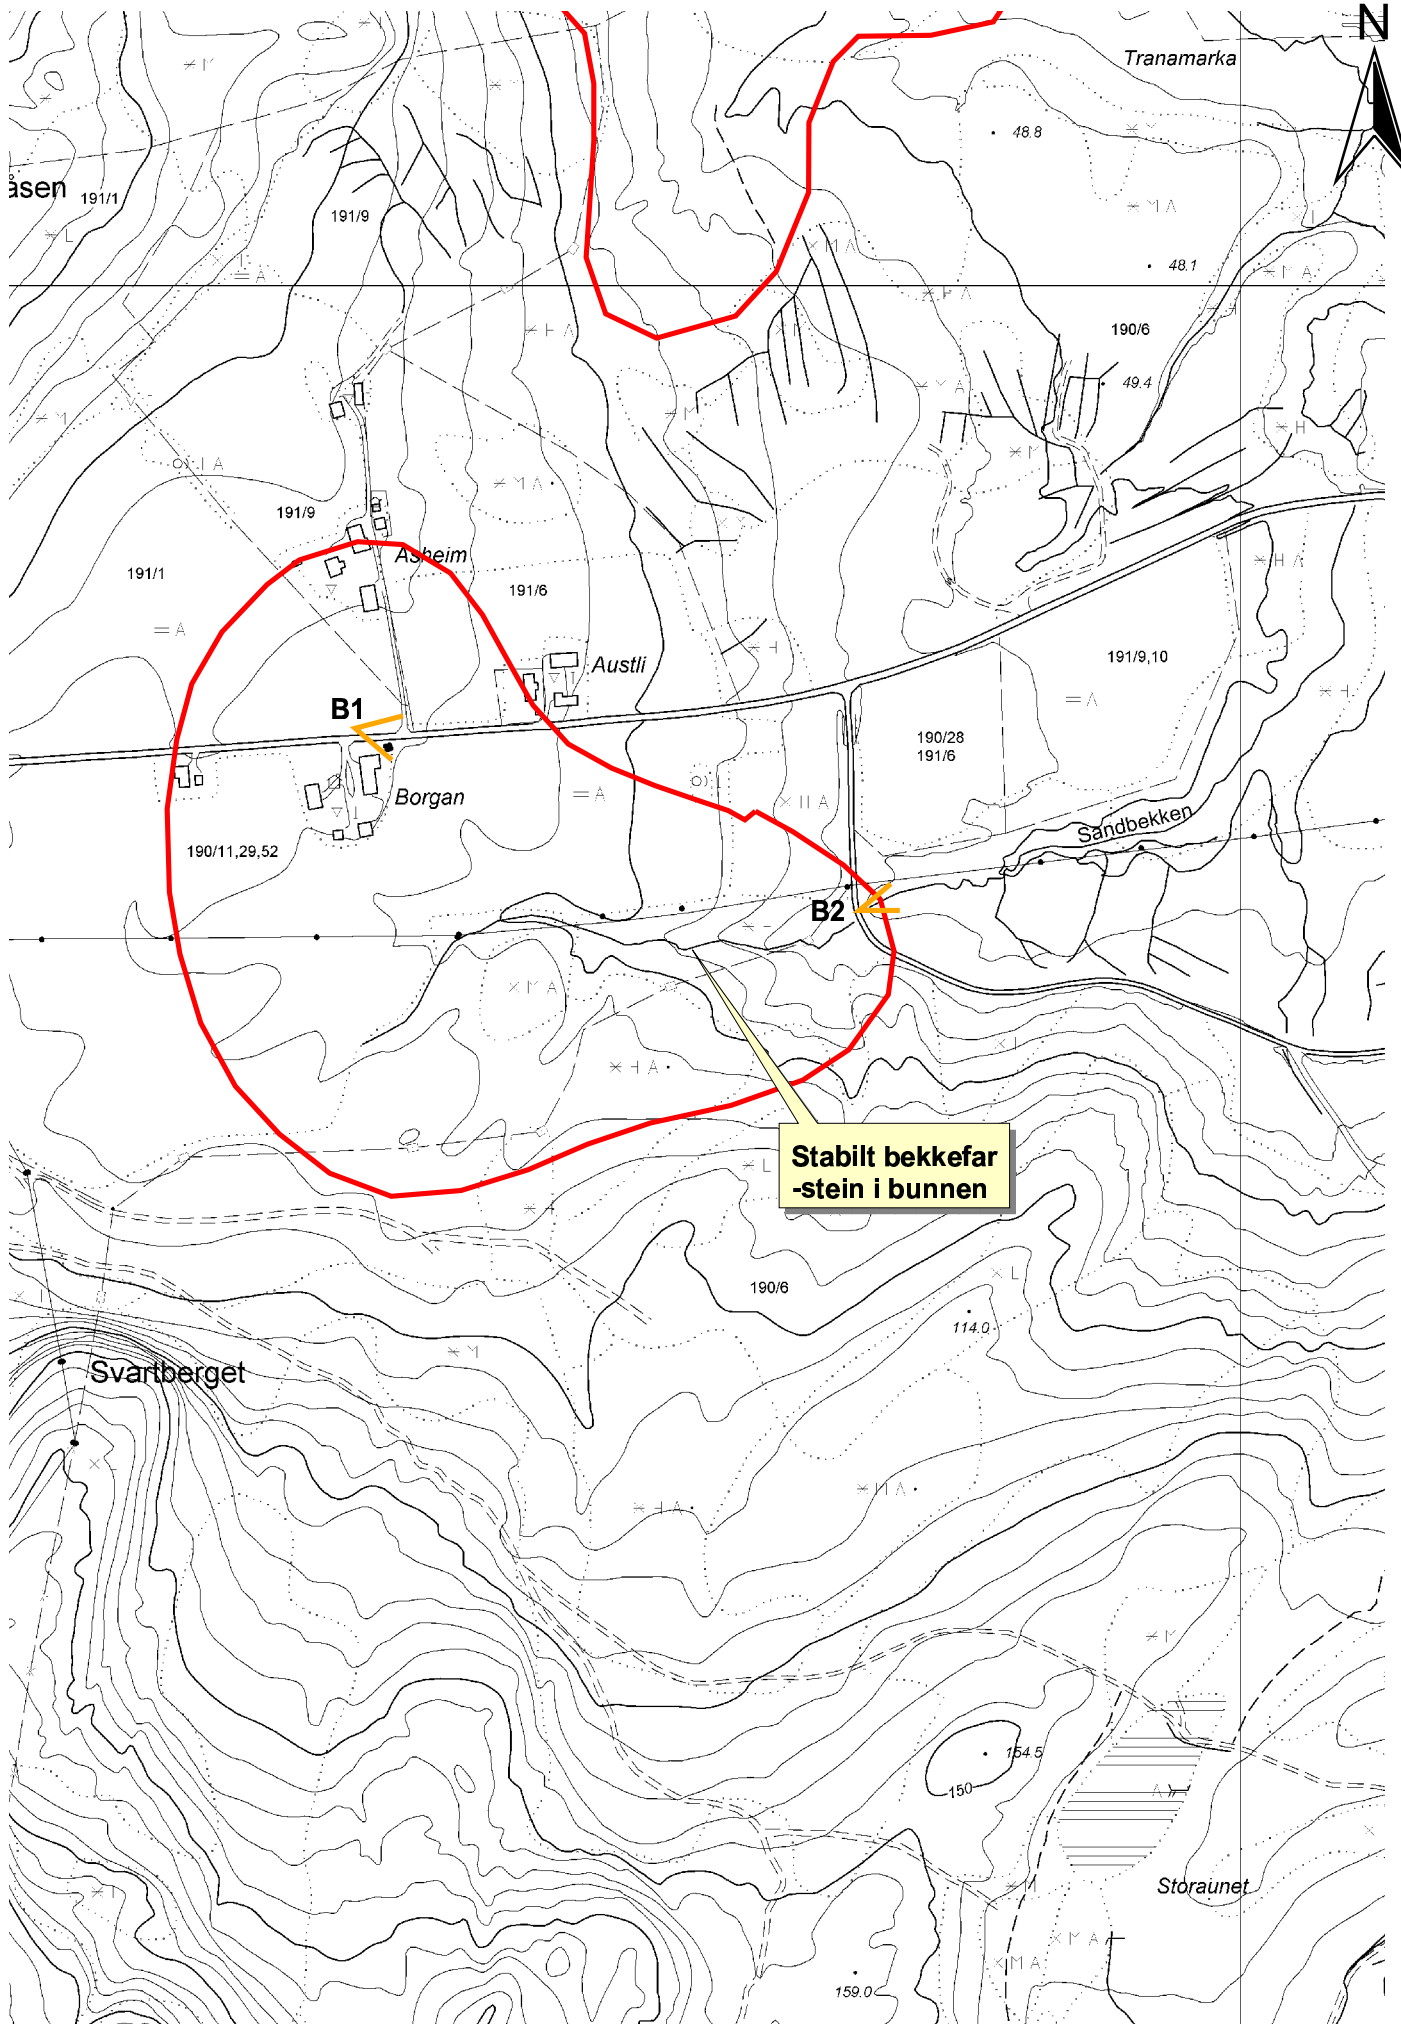 N
Tranamarka
48.8
åsen
191/1
191/9
M A
48.1
190/6
49.4
191/9
Åsheim
191/1
191/6
Austli
191/9,10
B1
190/28
191/6
Borgan
Sandbekken
190/11,29,52
B2
Stabilt bekkefar
-stein i bunnen
190/6
114.0
Svartberget
154.5
150
Storaunet
159.0